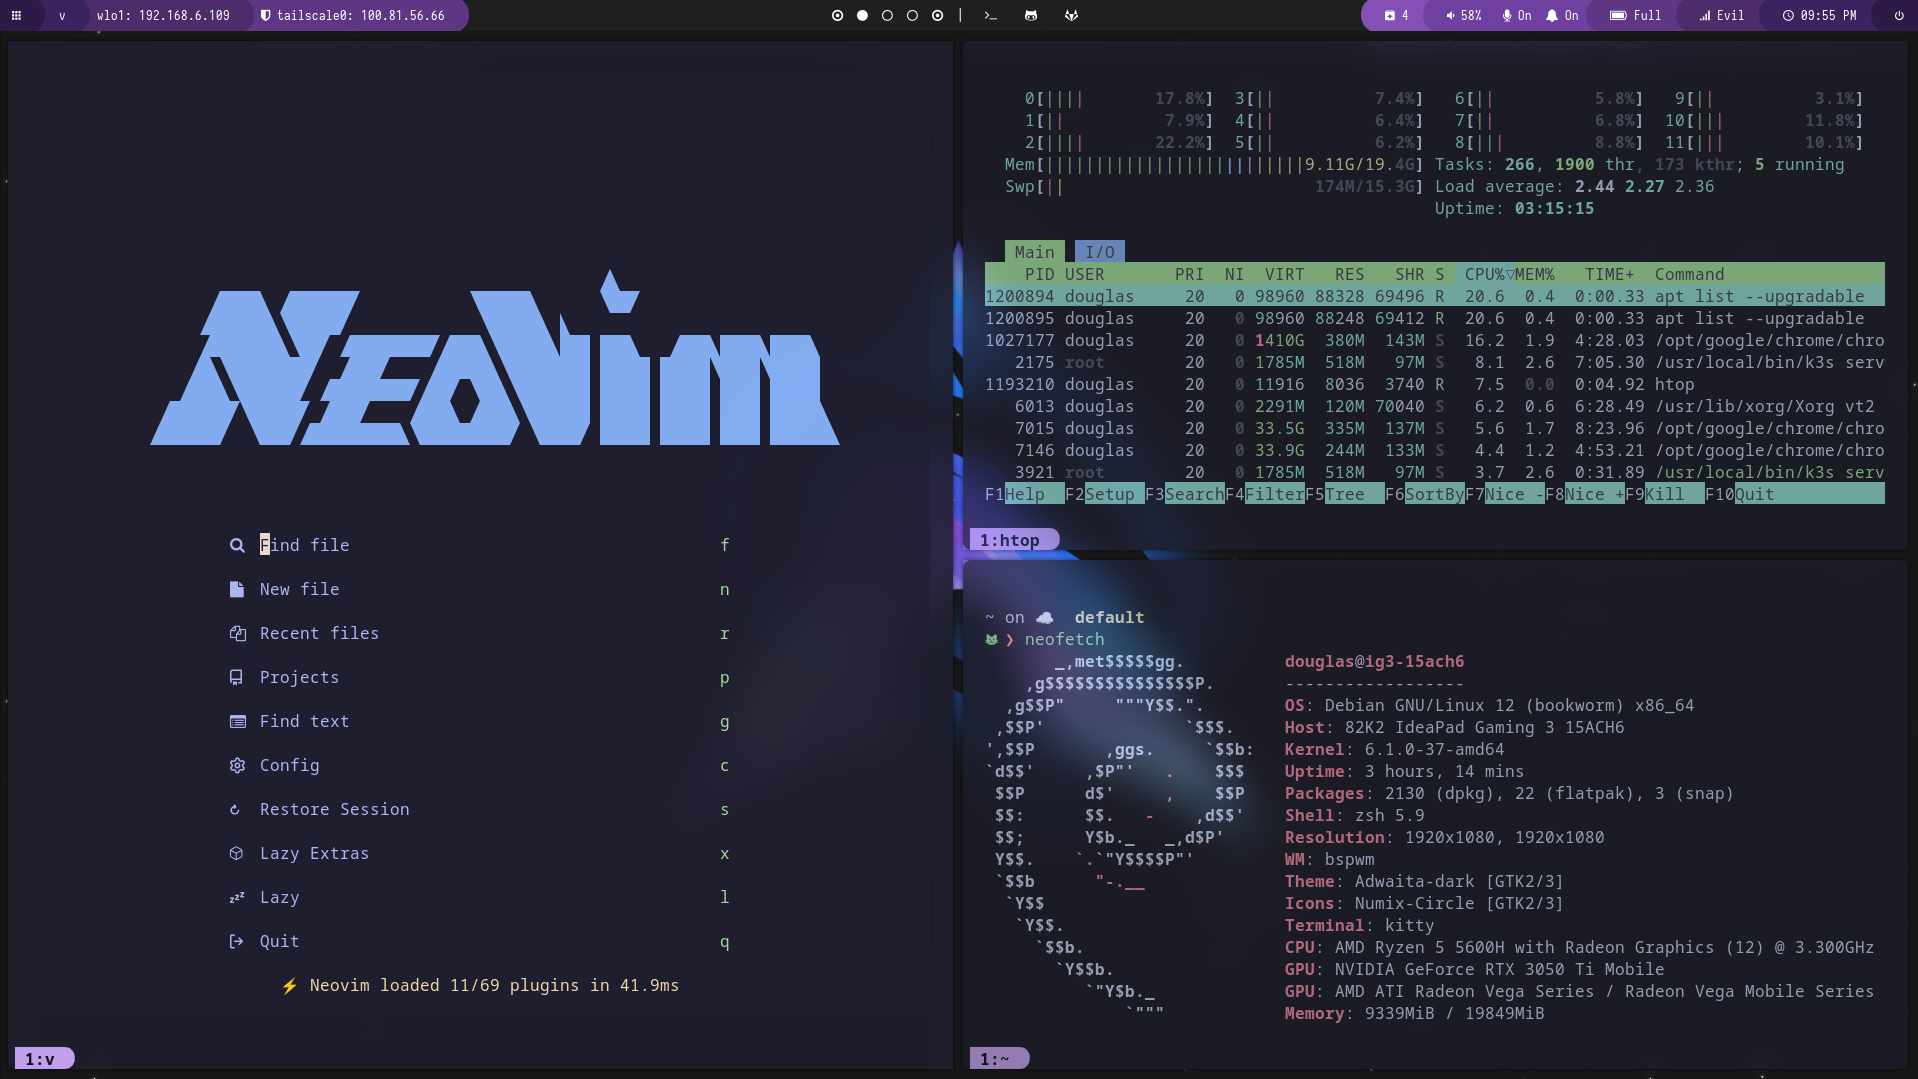 v wlo1: 192.168.6.109 tailscale0: 100.81.56.66 4 58% On On Full Evil 09:55 PM
NeoVim
Find file f
New file n
Recent files r
Projects p
Find text g
Config c
Restore Session s
Lazy Extras x
Lazy l
Quit q
Neovim loaded 11/69 plugins in 41.9ms
1:v
0[|||| 17.8%] 3[|| 7.4%] 6[|| 5.8%] 9[|| 3.1%]
1[|| 7.9%] 4[|| 6.4%] 7[|| 6.8%] 10[||| 11.8%]
2[|||| 22.2%] 5[|| 6.2%] 8[||| 8.8%] 11[||| 10.1%]
Mem[||||||||||||||||||||||||||9.11G/19.4G] Tasks: 266, 1900 thr, 173 kthr; 5 running
Swp[|| 174M/15.3G] Load average: 2.44 2.27 2.36
Uptime: 03:15:15
Main I/O
PID USER PRI NI VIRT RES SHR S CPU%▽MEM% TIME+ Command
1200894 douglas 20 0 98960 88328 69496 R 20.6 0.4 0:00.33 apt list --upgradable
1200895 douglas 20 0 98960 88248 69412 R 20.6 0.4 0:00.33 apt list --upgradable
1027177 douglas 20 0 1410G 380M 143M S 16.2 1.9 4:28.03 /opt/google/chrome/chro
2175 root 20 0 1785M 518M 97M S 8.1 2.6 7:05.30 /usr/local/bin/k3s serv
1193210 douglas 20 0 11916 8036 3740 R 7.5 0.0 0:04.92 htop
6013 douglas 20 0 2291M 120M 70040 S 6.2 0.6 6:28.49 /usr/lib/xorg/Xorg vt2
7015 douglas 20 0 33.5G 335M 137M S 5.6 1.7 8:23.96 /opt/google/chrome/chro
7146 douglas 20 0 33.9G 244M 133M S 4.4 1.2 4:53.21 /opt/google/chrome/chro
3921 root 20 0 1785M 518M 97M S 3.7 2.6 0:31.89 /usr/local/bin/k3s serv
F1Help F2Setup F3SearchF4FilterF5Tree F6SortByF7Nice -F8Nice +F9Kill F10Quit
1:htop
~ on default
❯ neofetch
_,met$$$$$gg. douglas@ig3-15ach6
,g$$$$$$$$$$$$$$$P. ------------------
,g$$P" """Y$$.". OS: Debian GNU/Linux 12 (bookworm) x86_64
,$$P' `$$$. Host: 82K2 IdeaPad Gaming 3 15ACH6
',$$P ,ggs. `$$b: Kernel: 6.1.0-37-amd64
`d$$' ,$P"' . $$$ Uptime: 3 hours, 14 mins
$$P d$' , $$P Packages: 2130 (dpkg), 22 (flatpak), 3 (snap)
$$: $$. - ,d$$' Shell: zsh 5.9
$$; Y$b._ _,d$P' Resolution: 1920x1080, 1920x1080
Y$$. `.`"Y$$$$P"' WM: bspwm
`$$b "-.__ Theme: Adwaita-dark [GTK2/3]
`Y$$ Icons: Numix-Circle [GTK2/3]
`Y$$. Terminal: kitty
`$$b. CPU: AMD Ryzen 5 5600H with Radeon Graphics (12) @ 3.300GHz
`Y$$b. GPU: NVIDIA GeForce RTX 3050 Ti Mobile
`"Y$b._ GPU: AMD ATI Radeon Vega Series / Radeon Vega Mobile Series
`""" Memory: 9339MiB / 19849MiB
1:~